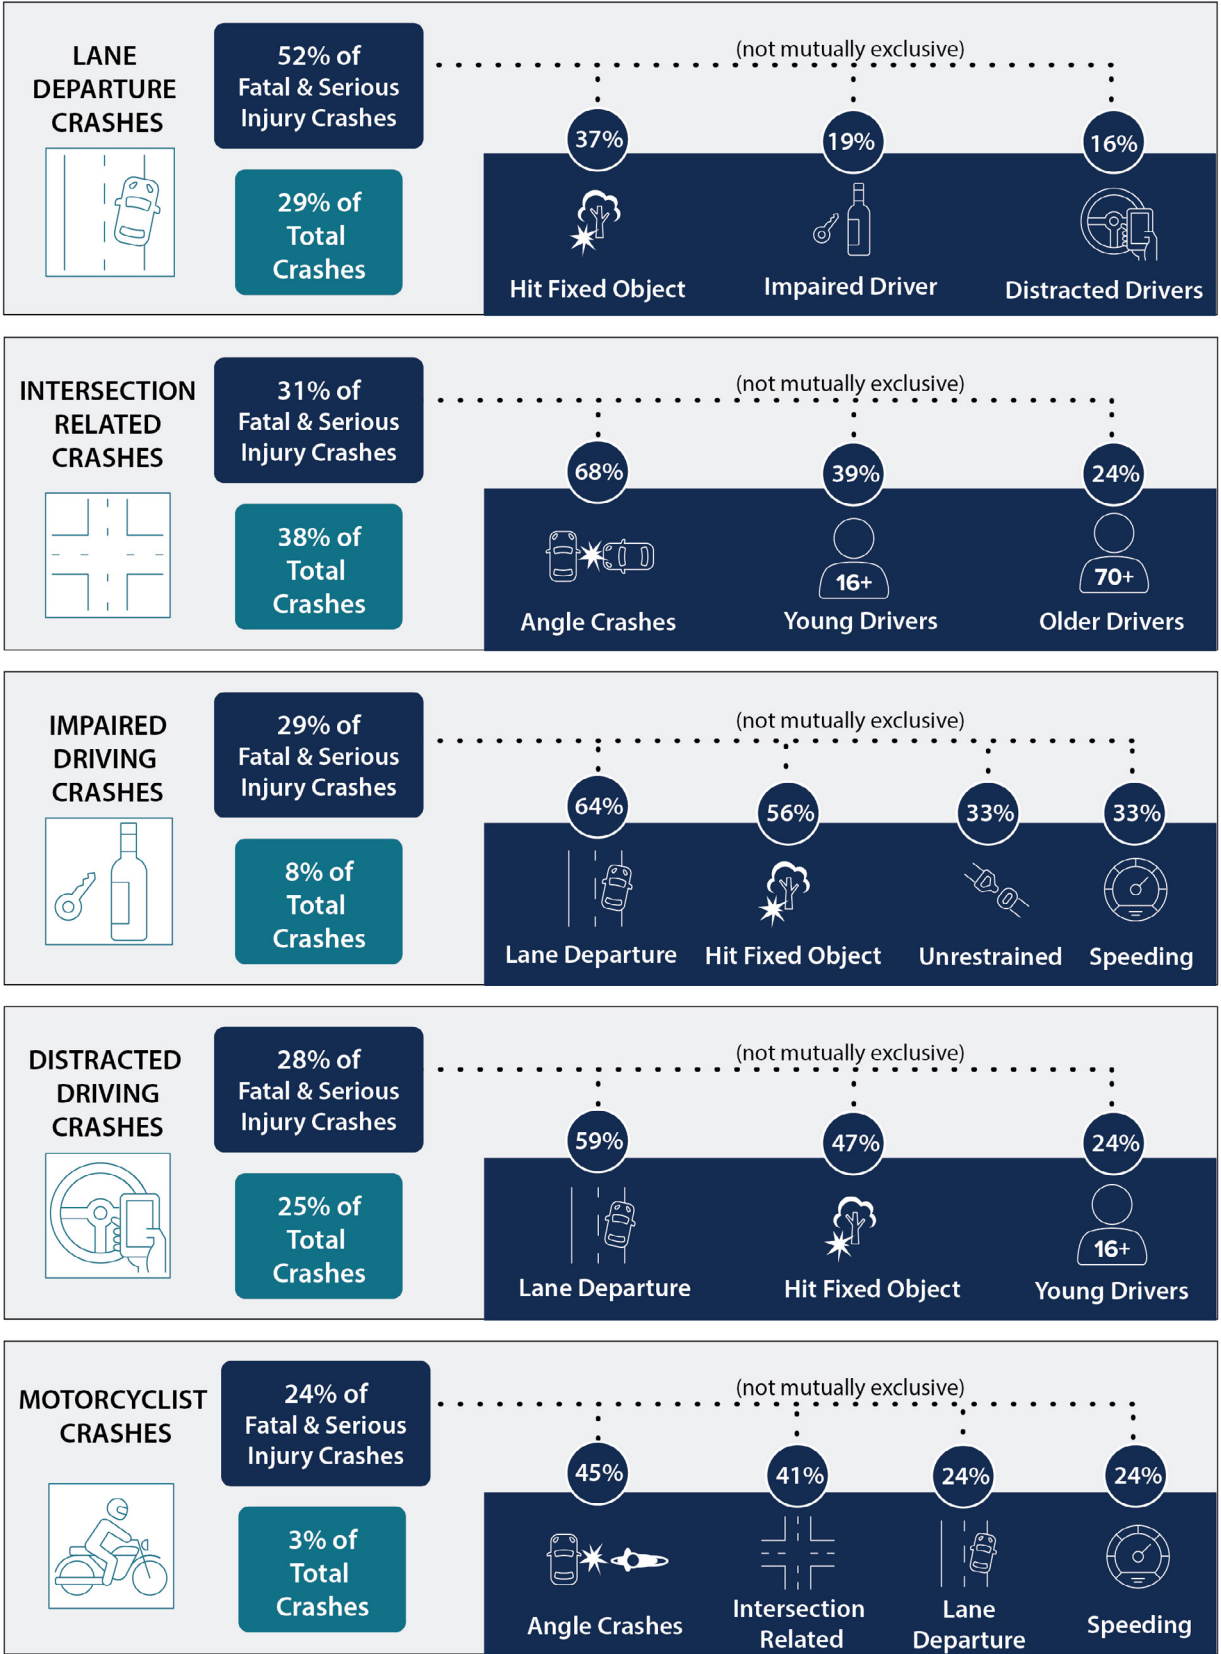 LANE
DEPARTURE
CRASHES
52% of
Fatal & Serious
Injury Crashes
29% of
Total
Crashes
(not mutually exclusive)
37%
19%
16%
Hit Fixed Object
Impaired Driver
Distracted Drivers
INTERSECTION
RELATED
CRASHES
31% of
Fatal & Serious
Injury Crashes
38% of
Total
Crashes
(not mutually exclusive)
68%
39%
24%
16+
70+
Angle Crashes
Young Drivers
Older Drivers
IMPAIRED
DRIVING
CRASHES
29% of
Fatal & Serious
Injury Crashes
8% of
Total
Crashes
(not mutually exclusive)
64%
56%
33%
33%
Lane Departure
Hit Fixed Object
Unrestrained
Speeding
DISTRACTED
DRIVING
CRASHES
28% of
Fatal & Serious
Injury Crashes
25% of
Total
Crashes
(not mutually exclusive)
59%
47%
24%
16+
Lane Departure
Hit Fixed Object
Young Drivers
MOTORCYCLIST
CRASHES
24% of
Fatal & Serious
Injury Crashes
3% of
Total
Crashes
(not mutually exclusive)
45%
41%
24%
24%
Angle Crashes
Intersection
Related
Lane
Departure
Speeding